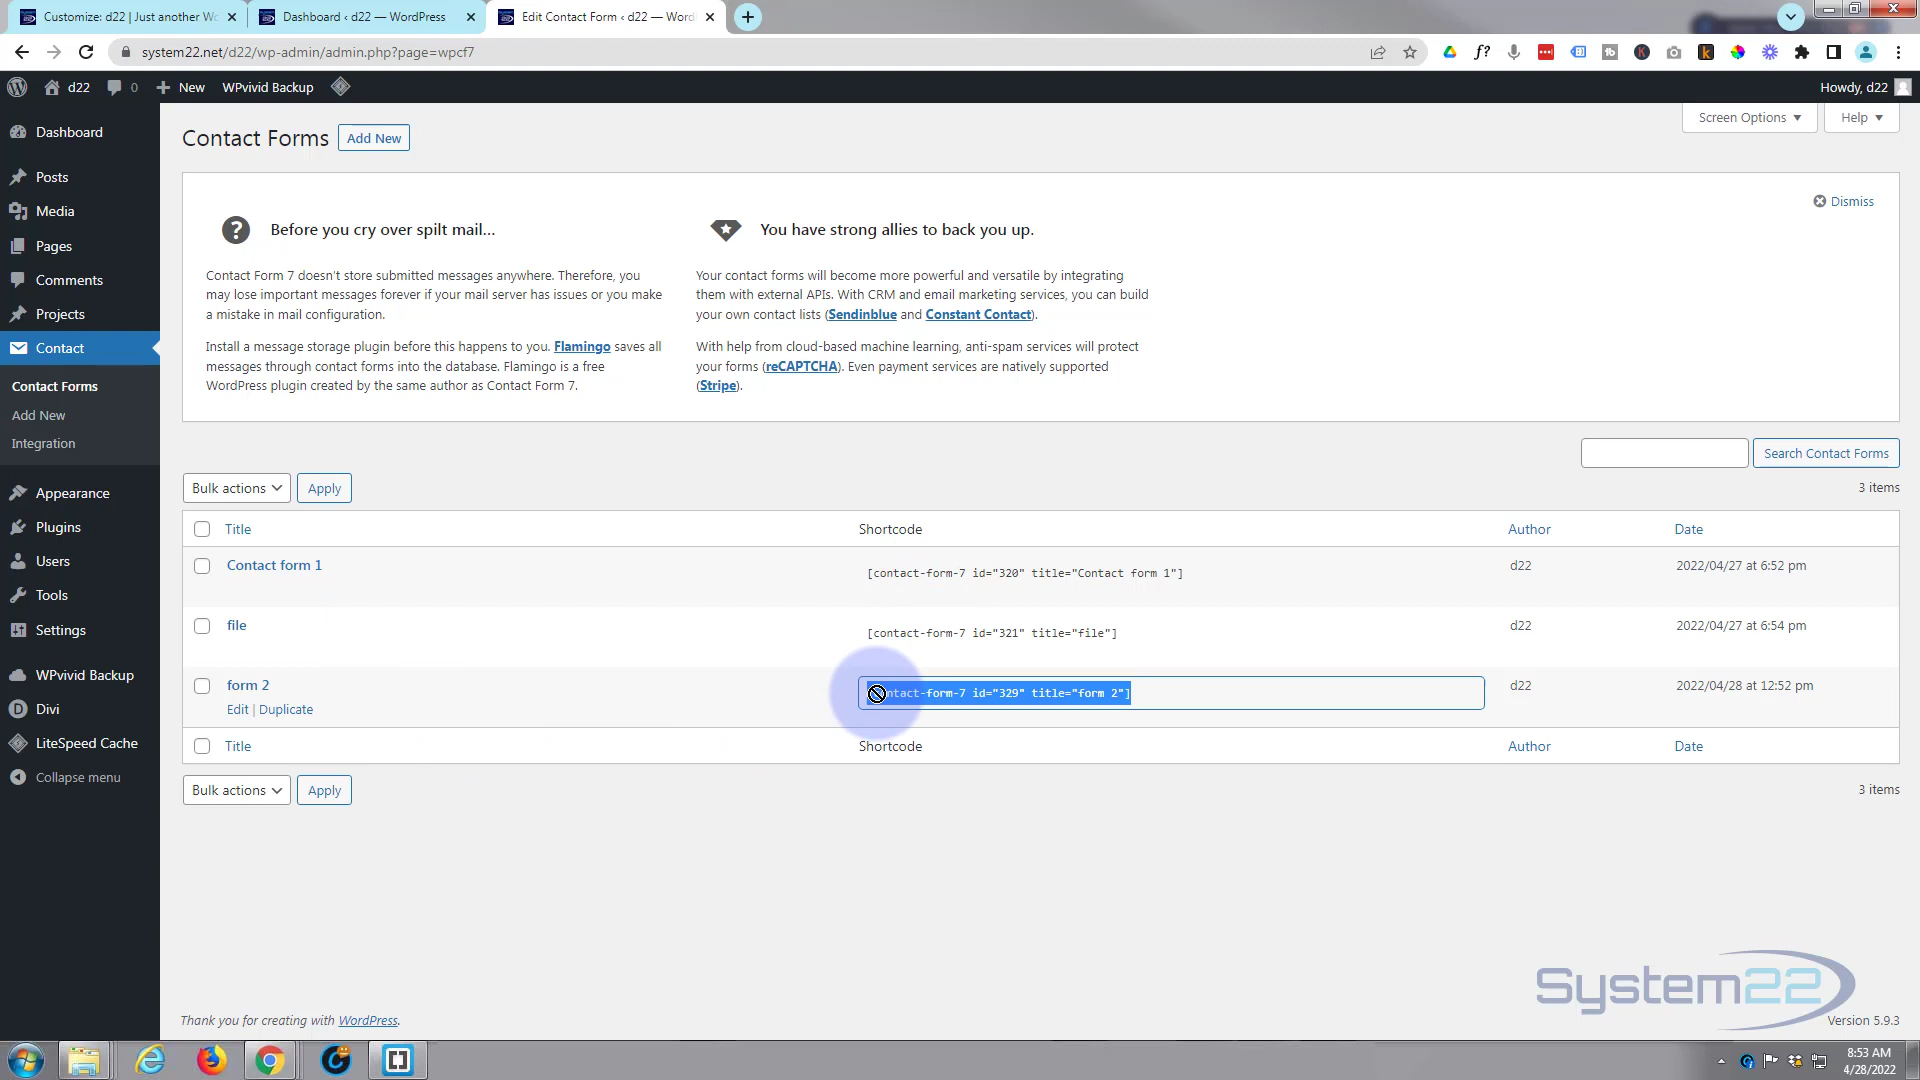 Customize: d22 | Just another Wo
Dashboard ‹ d22 — WordPress
Edit Contact Form ‹ d22 — Word
system22.net/d22/wp-admin/admin.php?page=wpcf7
d22
0
New
WPvivid Backup
Howdy, d22
Dashboard
Posts
Media
Pages
Comments
Projects
Contact
Contact Forms
Add New
Integration
Appearance
Plugins
Users
Tools
Settings
WPvivid Backup
Divi
LiteSpeed Cache
Collapse menu
Contact Forms
Add New
Screen Options
Help
Dismiss
Before you cry over spilt mail…
Contact Form 7 doesn't store submitted messages anywhere. Therefore, you
may lose important messages forever if your mail server has issues or you make
a mistake in mail configuration.
Install a message storage plugin before this happens to you. Flamingo saves all
messages through contact forms into the database. Flamingo is a free
WordPress plugin created by the same author as Contact Form 7.
You have strong allies to back you up.
Your contact forms will become more powerful and versatile by integrating
them with external APIs. With CRM and email marketing services, you can build
your own contact lists (Sendinblue and Constant Contact).
With help from cloud-based machine learning, anti-spam services will protect
your forms (reCAPTCHA). Even payment services are natively supported
(Stripe).
Search Contact Forms
Bulk actions
Apply
3 items
Title
Shortcode
Author
Date
Contact form 1
[contact-form-7 id="320" title="Contact form 1"]
d22
2022/04/27 at 6:52 pm
file
[contact-form-7 id="321" title="file"]
d22
2022/04/27 at 6:54 pm
form 2
Edit | Duplicate
ntact-form-7 id="329" title="form 2"]
d22
2022/04/28 at 12:52 pm
Title
Shortcode
Author
Date
Bulk actions
Apply
3 items
System22
Thank you for creating with WordPress.
Version 5.9.3
8:53 AM
4/28/2022